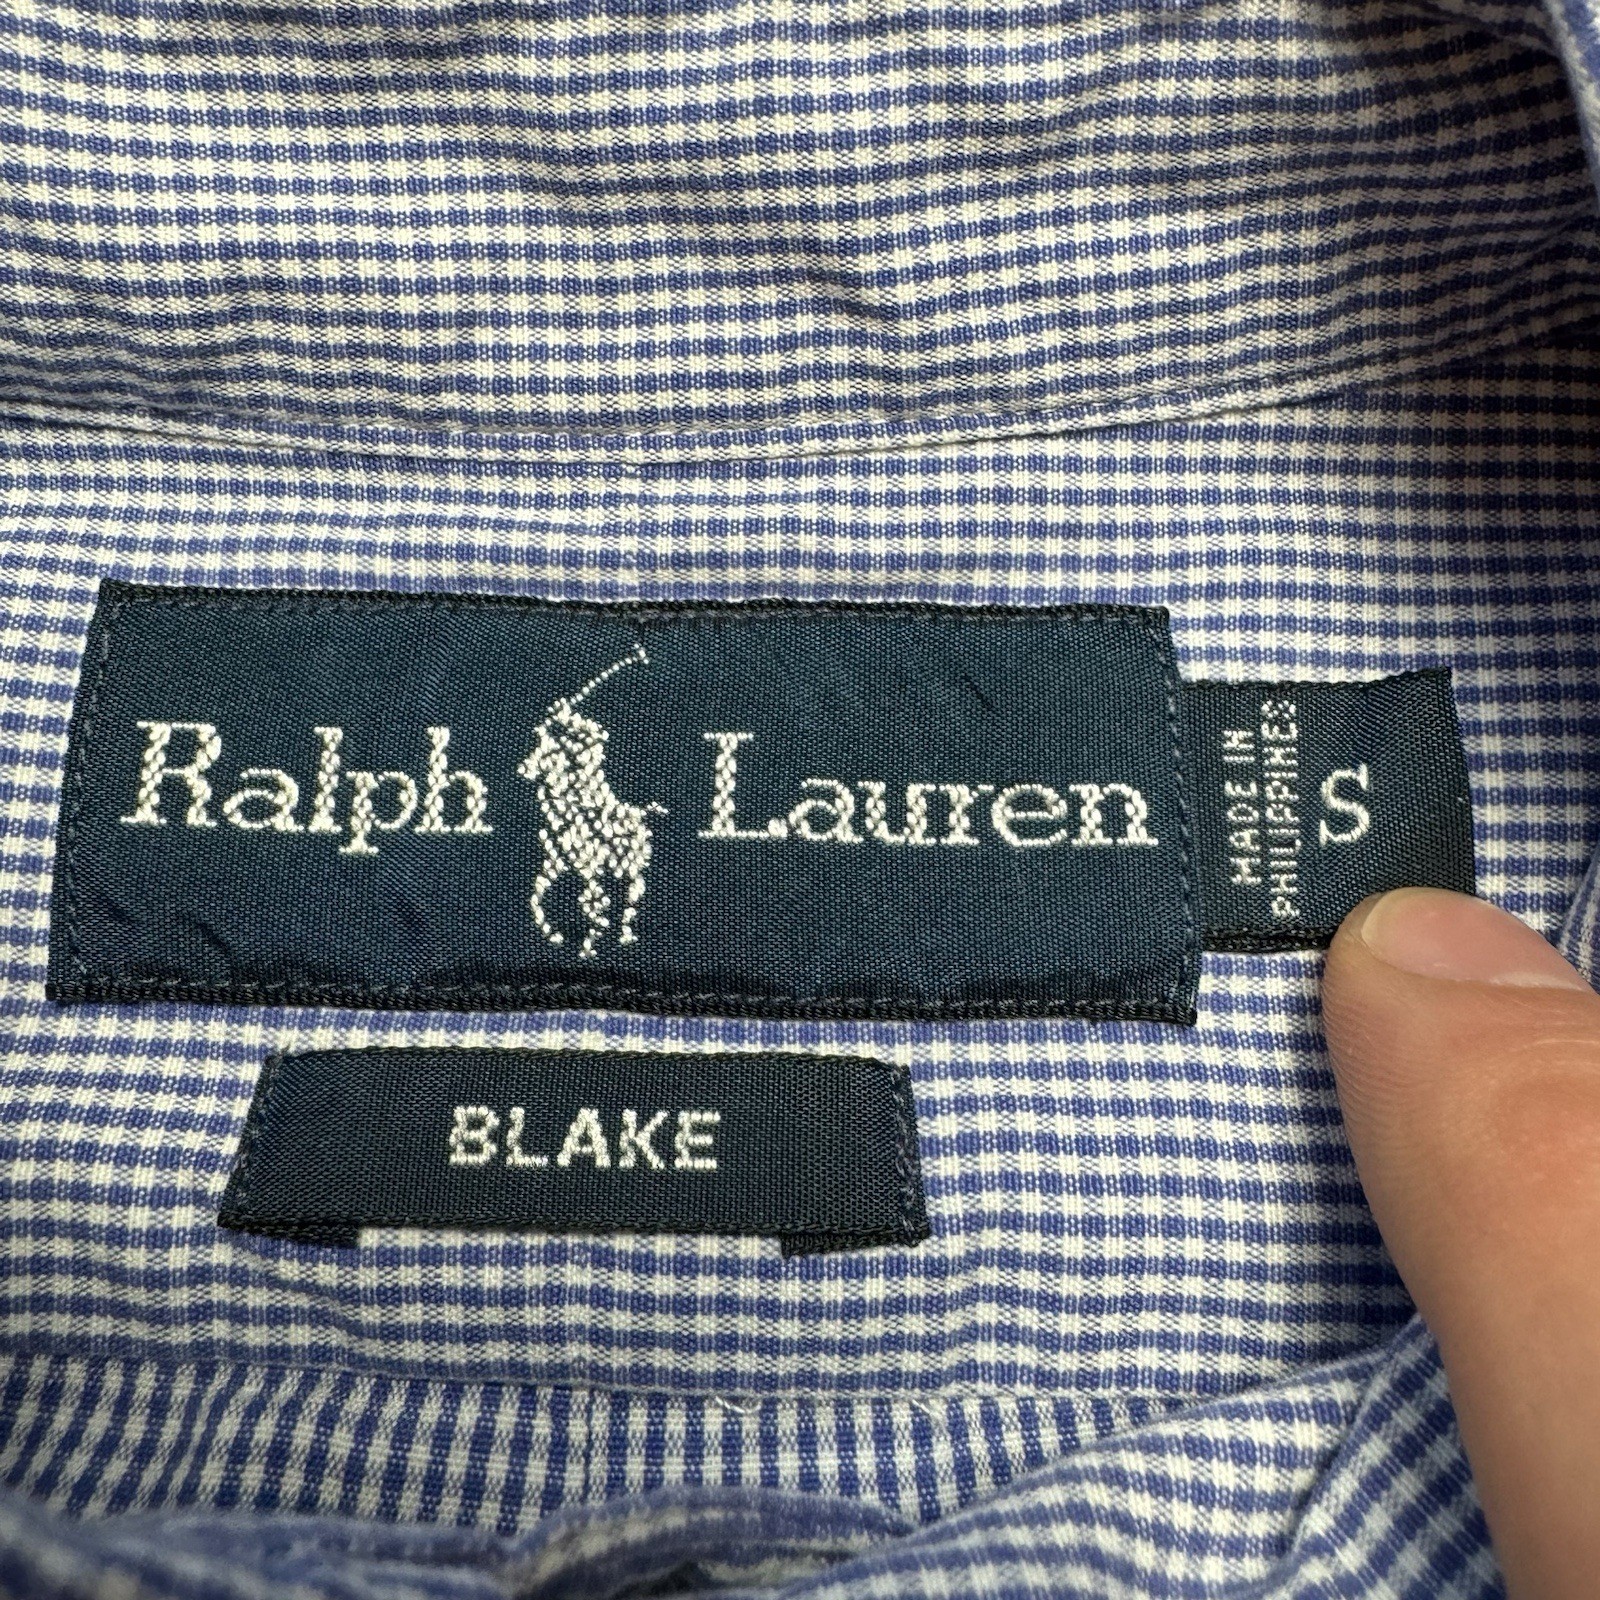 Ralph Lauren
MADE IN
PHILIPPINES
S
BLAKE